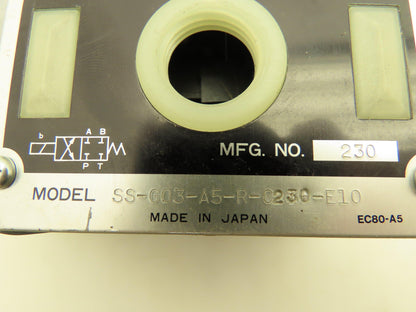 b A B
P T
MFG. NO. 230
MODEL SS-G03-A5-R-C230-E10
MADE IN JAPAN EC80-A5